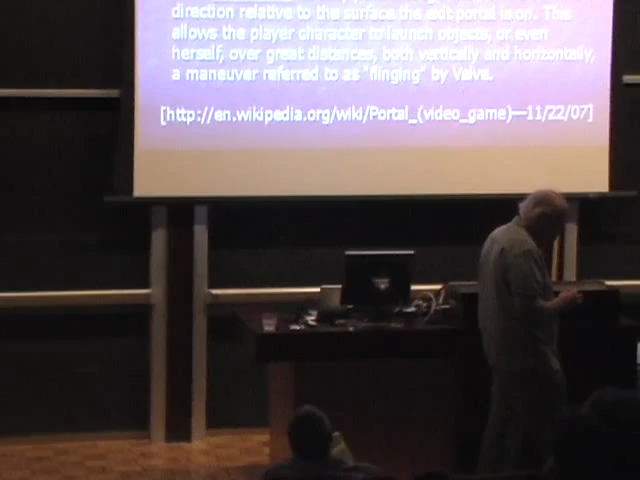 direction relative to the surface the exit portal is on. This
allows the player character to launch objects, or even
herself, over great distances, both vertically and horizontally,
a maneuver referred to as "flinging" by Valve.
[http://en.wikipedia.org/wiki/Portal_(video_game)—11/22/07]